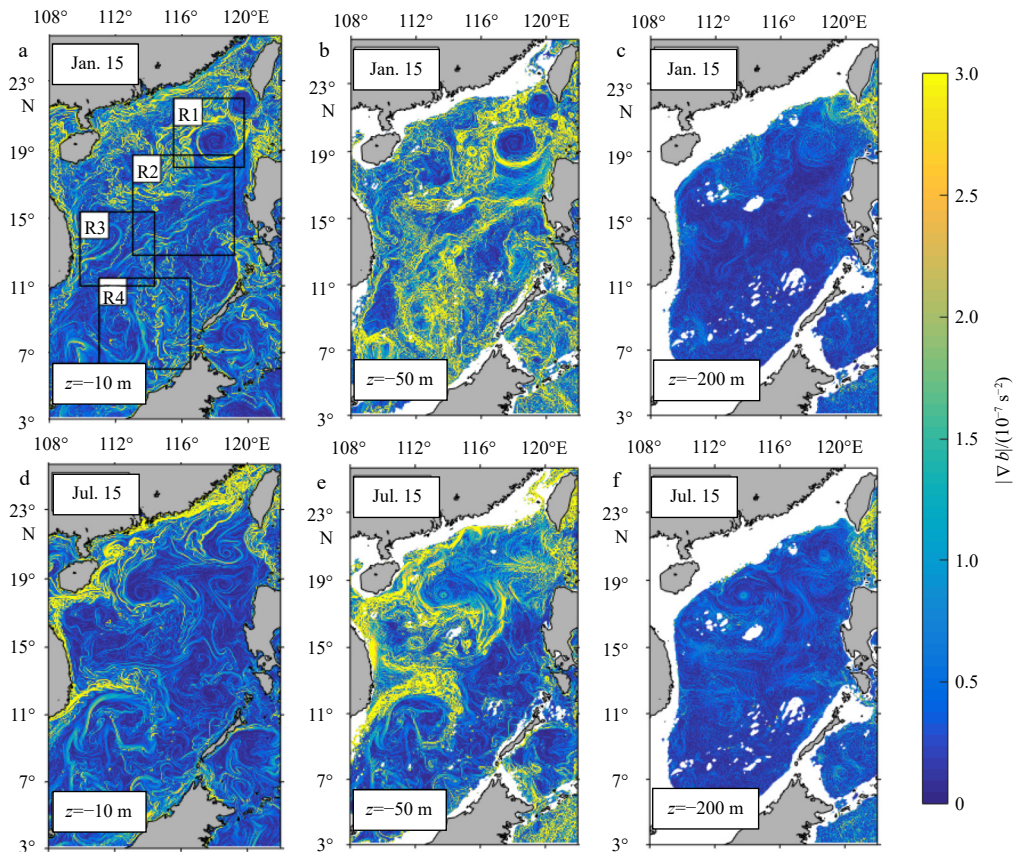 108° 112° 116° 120°E
108° 112° 116° 120°E
108° 112° 116° 120°E
a
Jan. 15
23°
N
19°
15°
11°
7°
3°
R1
R2
R3
R4
z=−10 m
b
Jan. 15
23°
N
19°
15°
11°
7°
3°
z=−50 m
c
Jan. 15
23°
N
19°
15°
11°
7°
3°
z=−200 m
108° 112° 116° 120°
108° 112° 116° 120°
108° 112° 116° 120°E
d
Jul. 15
23°
N
19°
15°
11°
7°
3°
z=−10 m
e
Jul. 15
23°
N
19°
15°
11°
7°
3°
z=−50 m
f
Jul. 15
23°
N
19°
15°
11°
7°
3°
z=−200 m
3.0
2.5
2.0
1.5
1.0
0.5
0
|∇b|/(10⁻⁷ s⁻²)